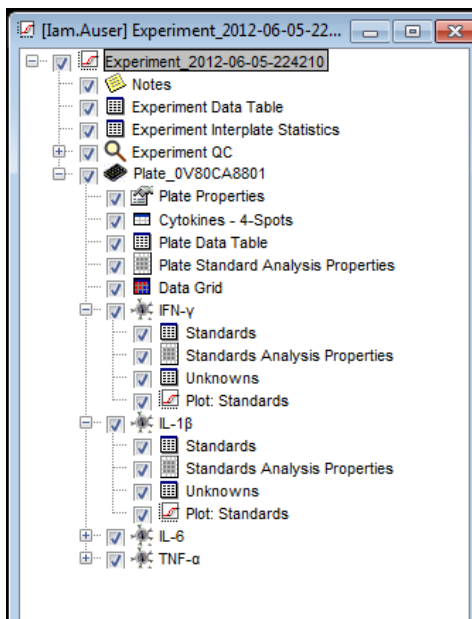 [Iam.Auser] Experiment_2012-06-05-22...
Experiment_2012-06-05-224210
Notes
Experiment Data Table
Experiment Interplate Statistics
Experiment QC
Plate_0V80CA8801
Plate Properties
Cytokines - 4-Spots
Plate Data Table
Plate Standard Analysis Properties
Data Grid
IFN-γ
Standards
Standards Analysis Properties
Unknowns
Plot: Standards
IL-1β
Standards
Standards Analysis Properties
Unknowns
Plot: Standards
IL-6
TNF-α